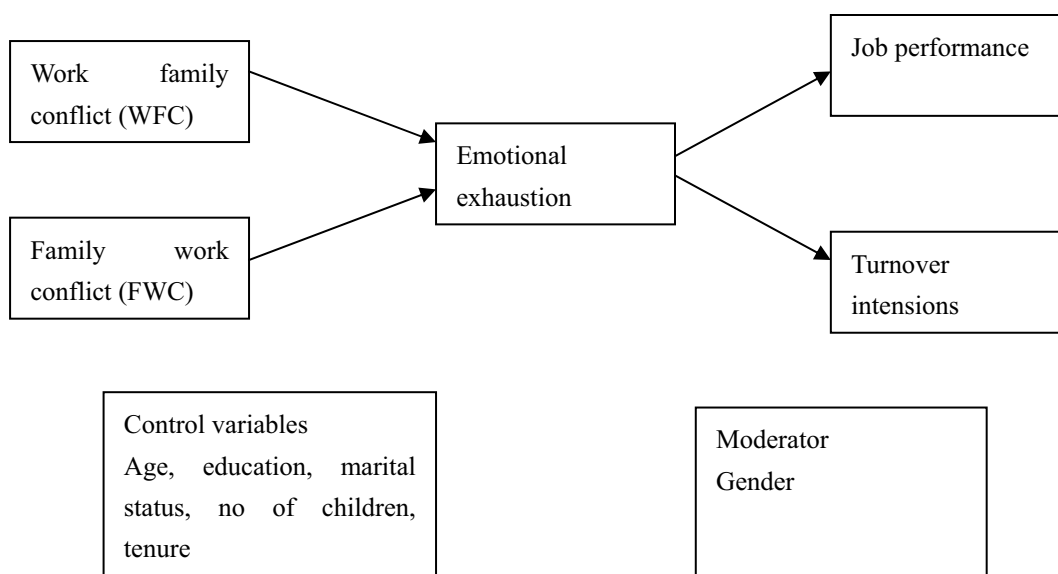 Work family
conflict (WFC)
Family work
conflict (FWC)
Emotional
exhaustion
Job performance
Turnover
intensions
Control variables
Age, education, marital
status, no of children,
tenure
Moderator
Gender